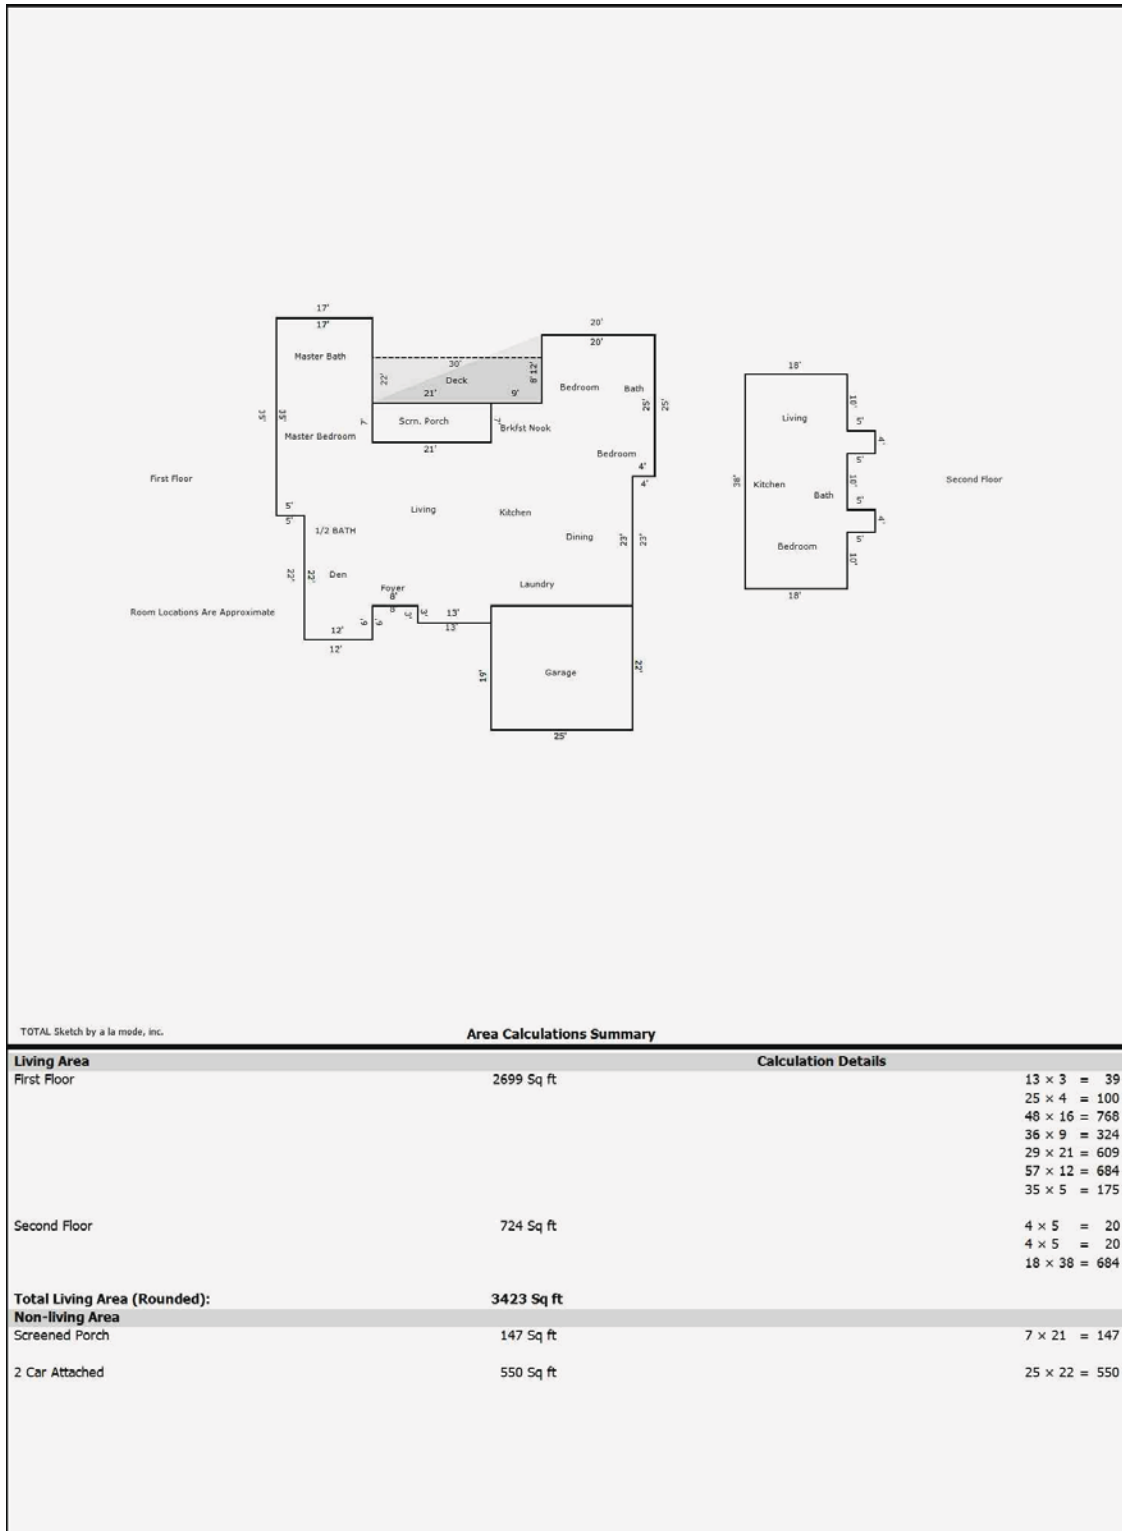 17'
17'
20'
20'
Master Bath
30'
22'
Deck
8'
12'
21'
9'
Bedroom
Bath
25'
25'
35'
35'
Master Bedroom
7'
Scrn. Porch
7'
Brkfst Nook
21'
Bedroom
4'
4'
First Floor
5'
5'
1/2 BATH
Living
Kitchen
Dining
23'
23'
22'
22'
Den
Foyer
8'
8
Laundry
Room Locations Are Approximate
12'
12'
6'
6'
3'
3'
13'
13'
19'
Garage
22'
25'
18'
10'
Living
5'
4'
5'
38'
Kitchen
10'
Bath
5'
4'
5'
Bedroom
10'
18'
Second Floor
TOTAL Sketch by a la mode, inc.
Area Calculations Summary
Living Area Calculation Details
First Floor 2699 Sq ft 13 × 3 = 39
25 × 4 = 100
48 × 16 = 768
36 × 9 = 324
29 × 21 = 609
57 × 12 = 684
35 × 5 = 175
Second Floor 724 Sq ft 4 × 5 = 20
4 × 5 = 20
18 × 38 = 684
Total Living Area (Rounded): 3423 Sq ft
Non-living Area
Screened Porch 147 Sq ft 7 × 21 = 147
2 Car Attached 550 Sq ft 25 × 22 = 550